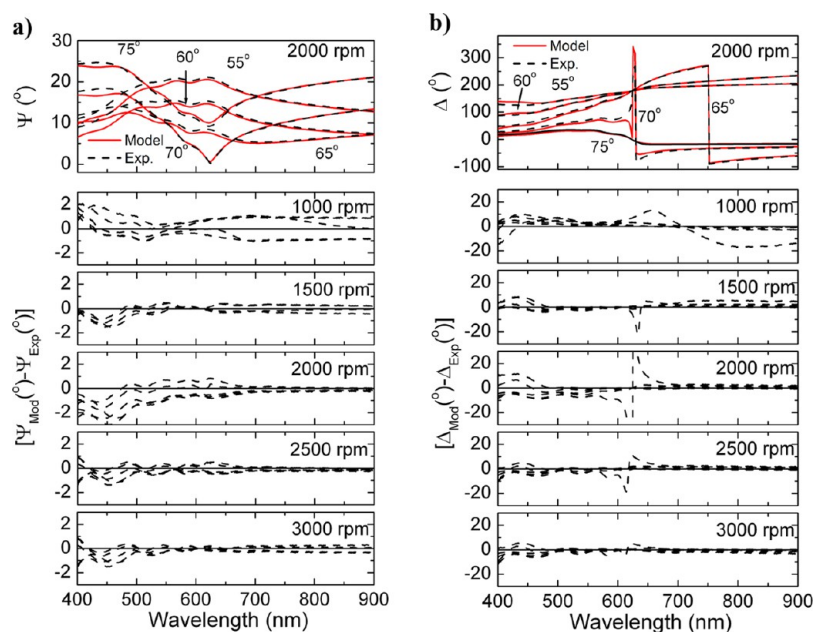 a)
30
25
20
15
10
5
0
Ψ (°)
75°
60°
55°
2000 rpm
Model
Exp.
70°
65°
2
0
-2
1000 rpm
2
0
-2
1500 rpm
2
0
-2
2000 rpm
2
0
-2
2500 rpm
2
0
-2
3000 rpm
[Ψ_Mod(°)-Ψ_Exp(°)]
400 500 600 700 800 900
Wavelength (nm)
b)
300
200
100
0
-100
Δ (°)
Model
Exp.
2000 rpm
60° 55°
70°
65°
75°
20
0
-20
1000 rpm
20
0
-20
1500 rpm
20
0
-20
2000 rpm
20
0
-20
2500 rpm
20
0
-20
3000 rpm
[Δ_Mod(°)-Δ_Exp(°)]
400 500 600 700 800 900
Wavelength (nm)